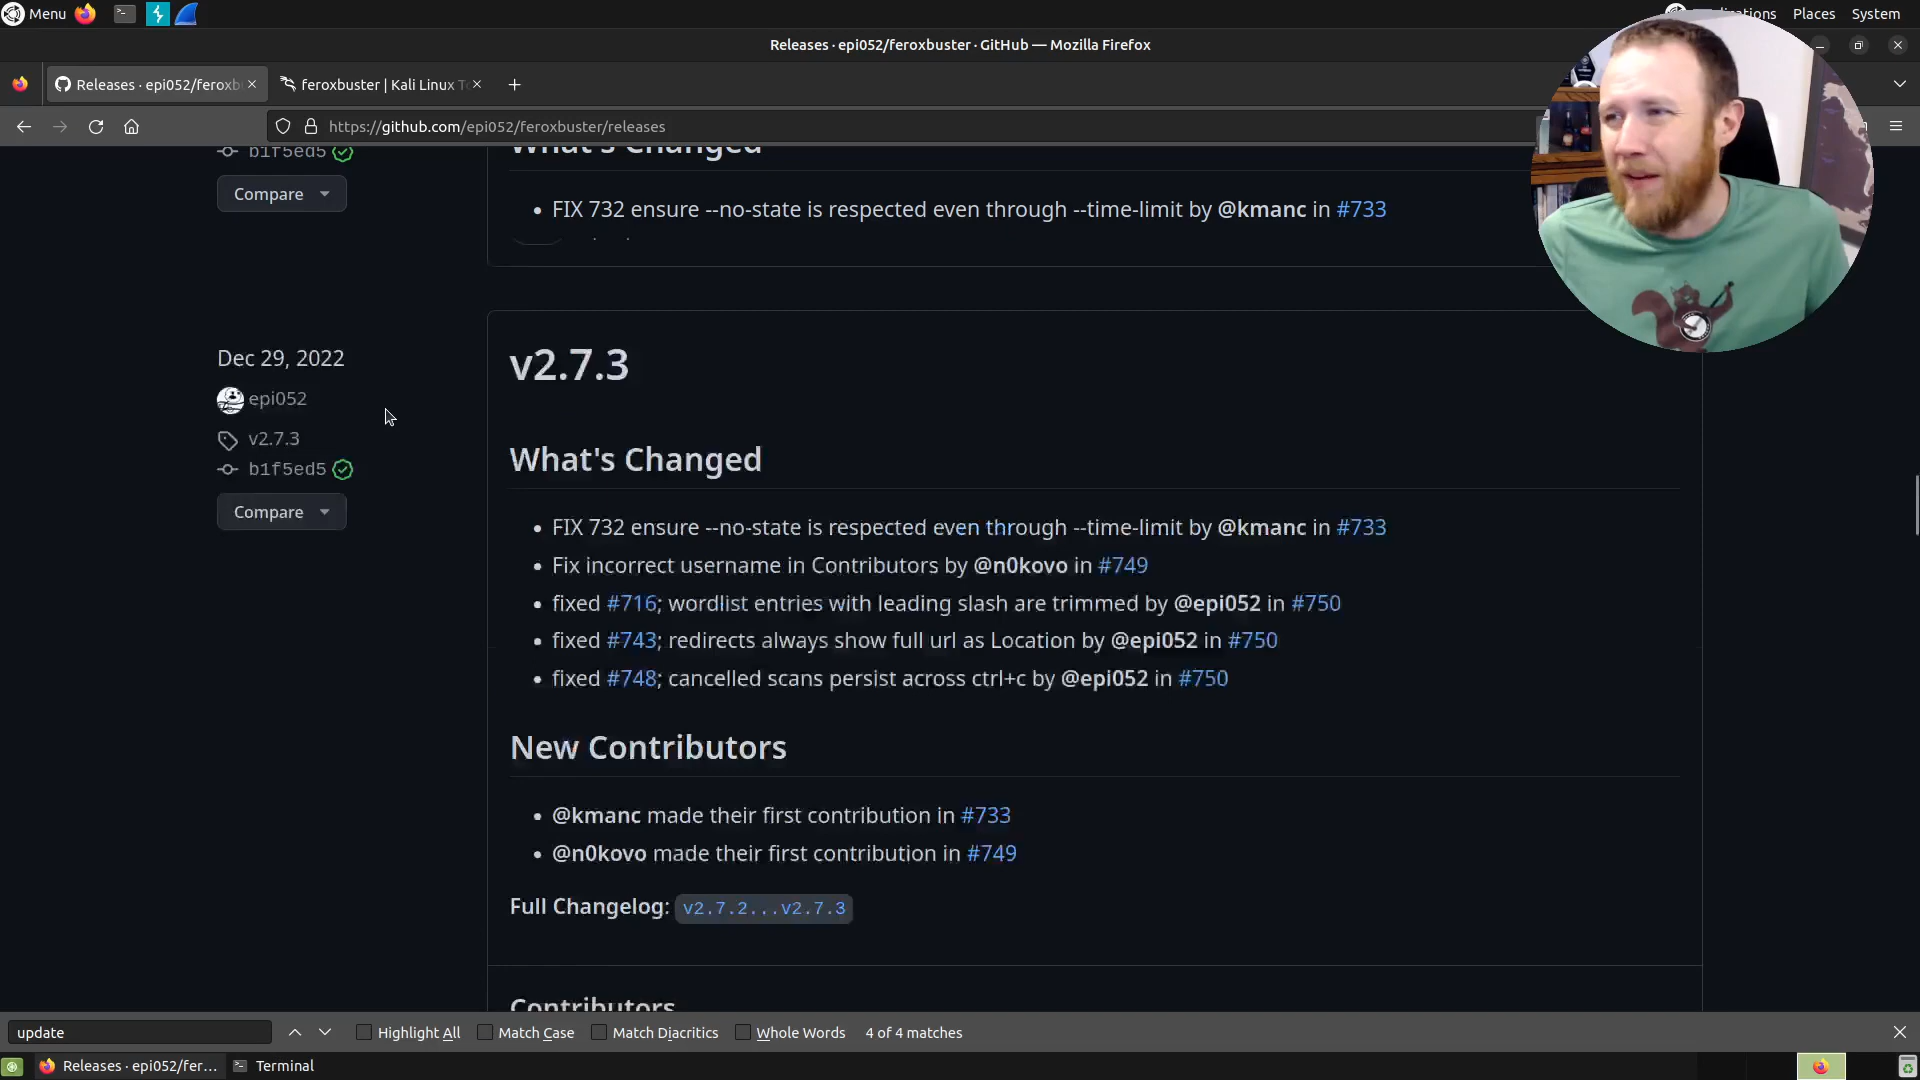 Menu
Places System
Releases · epi052/feroxbuster · GitHub — Mozilla Firefox
Releases · epi052/feroxb
feroxbuster | Kali Linux T
https://github.com/epi052/feroxbuster/releases
b1f5ed5
What's Changed
Compare
FIX 732 ensure --no-state is respected even through --time-limit by @kmanc in #733
Dec 29, 2022
epi052
v2.7.3
b1f5ed5
Compare
v2.7.3
What's Changed
FIX 732 ensure --no-state is respected even through --time-limit by @kmanc in #733
Fix incorrect username in Contributors by @n0kovo in #749
fixed #716; wordlist entries with leading slash are trimmed by @epi052 in #750
fixed #743; redirects always show full url as Location by @epi052 in #750
fixed #748; cancelled scans persist across ctrl+c by @epi052 in #750
New Contributors
@kmanc made their first contribution in #733
@n0kovo made their first contribution in #749
Full Changelog: v2.7.2...v2.7.3
Contributors
update
Highlight All Match Case Match Diacritics Whole Words 4 of 4 matches
Releases · epi052/fer...
Terminal